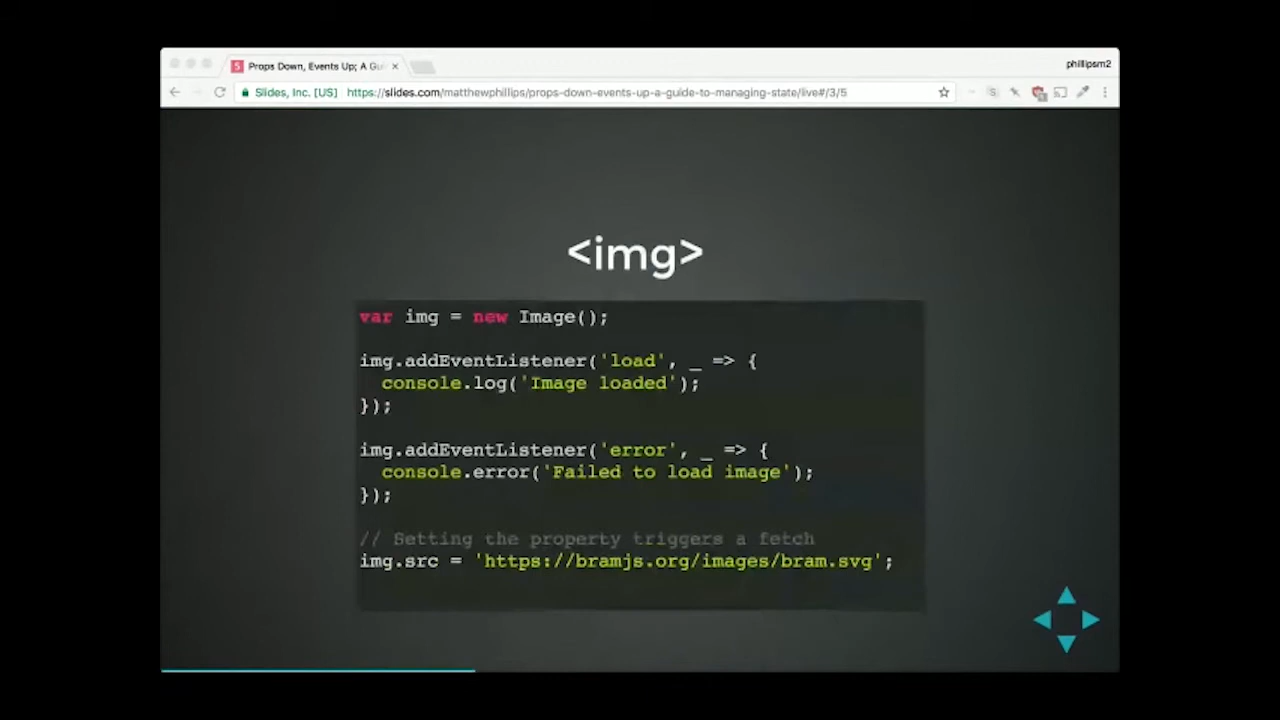 Props Down, Events Up; A Gu
phillipsm2
Slides, Inc. [US] https://slides.com/matthewphillips/props-down-events-up-a-guide-to-managing-state/live#/3/5
<img>
var img = new Image();
img.addEventListener('load', _ => {
  console.log('Image loaded');
});
img.addEventListener('error', _ => {
  console.error('Failed to load image');
});
// Setting the property triggers a fetch
img.src = 'https://bramjs.org/images/bram.svg';